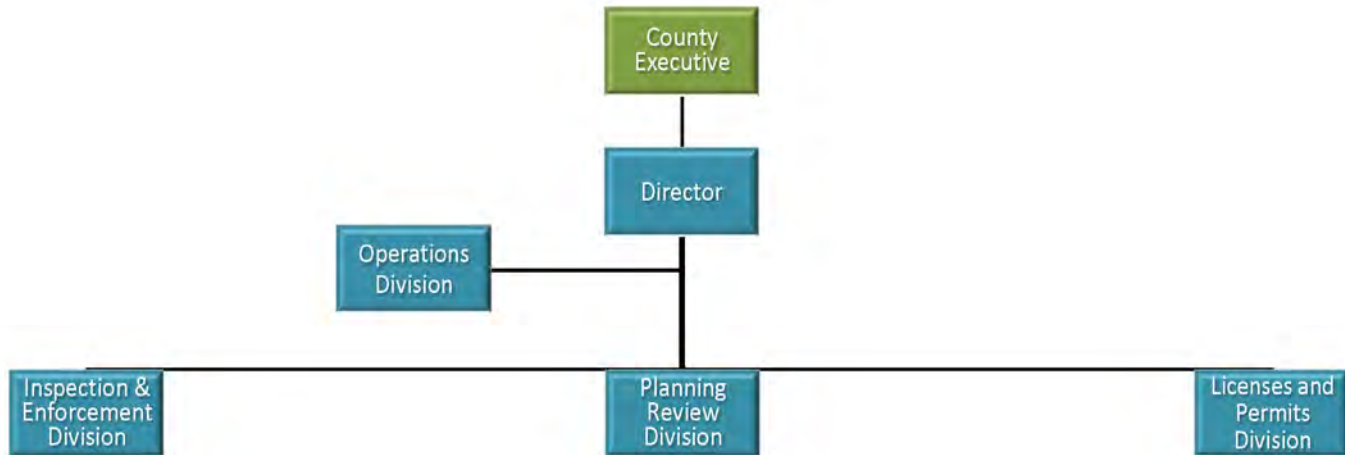 County
Executive
Director
Operations
Division
Inspection &
Enforcement
Division
Planning
Review
Division
Licenses and
Permits
Division